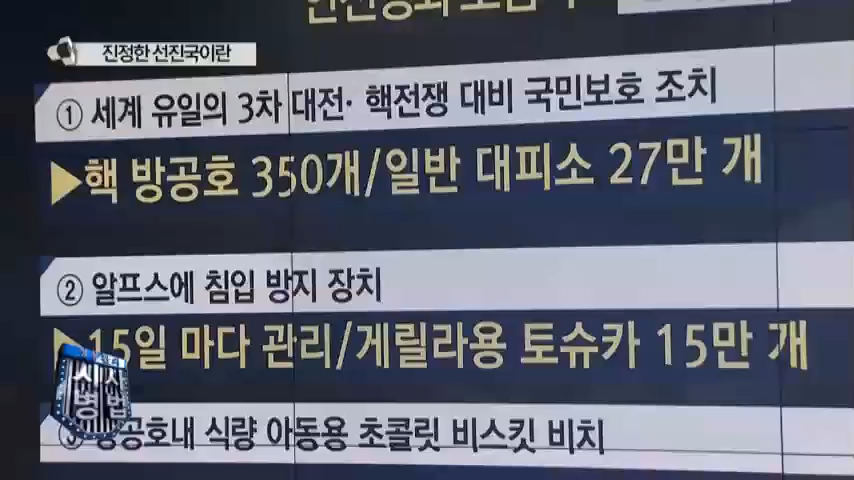 진정한 선진국이란
① 세계 유일의 3차 대전· 핵전쟁 대비 국민보호 조치
▶핵 방공호 350개/일반 대피소 27만 개
② 알프스에 침입 방지 장치
▶15일 마다 관리/게릴라용 토슈카 15만 개
③ 방공호내 식량 아동용 초콜릿 비스킷 비치